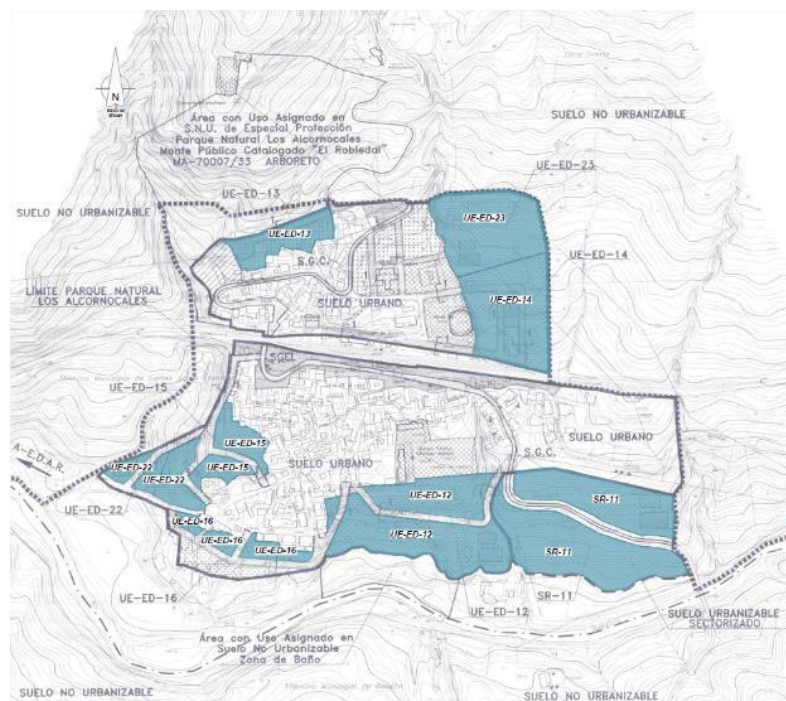 N
SUELO NO URBANIZABLE
Área con Uso Asignado en
S.N.U. de Especial Protección
Parque Natural Los Alcornocales
Monte Público Catalogado "El Robledal"
MA-70007/33 ARBORETO
UE-ED-23
UE-ED-13
SUELO NO URBANIZABLE
UE-ED-23
UE-ED-13
UE-ED-14
S.G.C.
LÍMITE PARQUE NATURAL
LOS ALCORNOCALES
SUELO URBANO
UE-ED-14
SGEL
UE-ED-15
SUELO URBANO
UE-ED-15
S.G.C.
A-E.D.A.R.
SUELO URBANO
UE-ED-22
UE-ED-15
UE-ED-22
UE-ED-12
SR-11
UE-ED-22
UE-ED-16
UE-ED-16
UE-ED-12
UE-ED-16
SR-11
UE-ED-16
SR-11
UE-ED-12
SUELO URBANIZABLE
SECTORIZADO
Área con Uso Asignado en
Suelo No Urbanizable
Zona de Baño
SUELO NO URBANIZABLE
SUELO NO URBANIZABLE